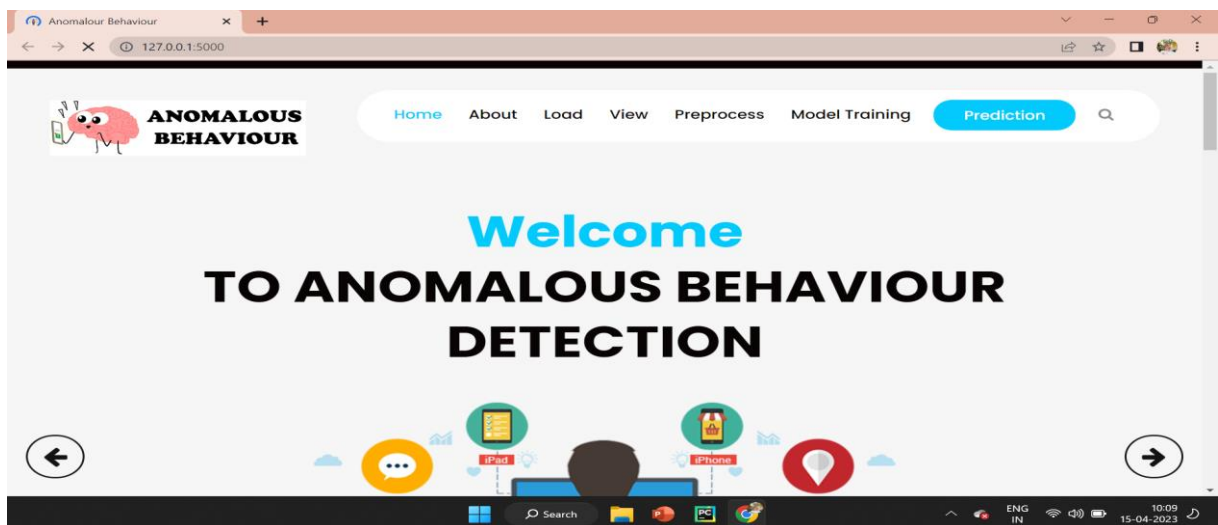 Anomalour Behaviour
127.0.0.1:5000
ANOMALOUS
BEHAVIOUR
Home About Load View Preprocess Model Training Prediction
Welcome
TO ANOMALOUS BEHAVIOUR
DETECTION
iPad iPhone
Search P PC ENG 10:09
IN 15-04-2023